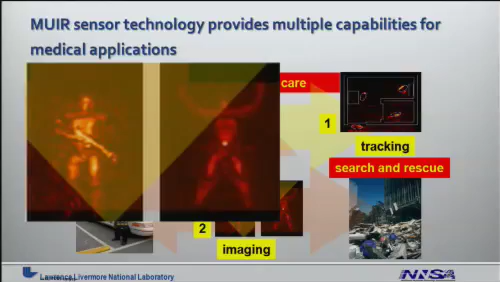 MUIR sensor technology provides multiple capabilities for
medical applications
care
1
tracking
search and rescue
2
imaging
Lawrence Livermore National Laboratory
NNSA